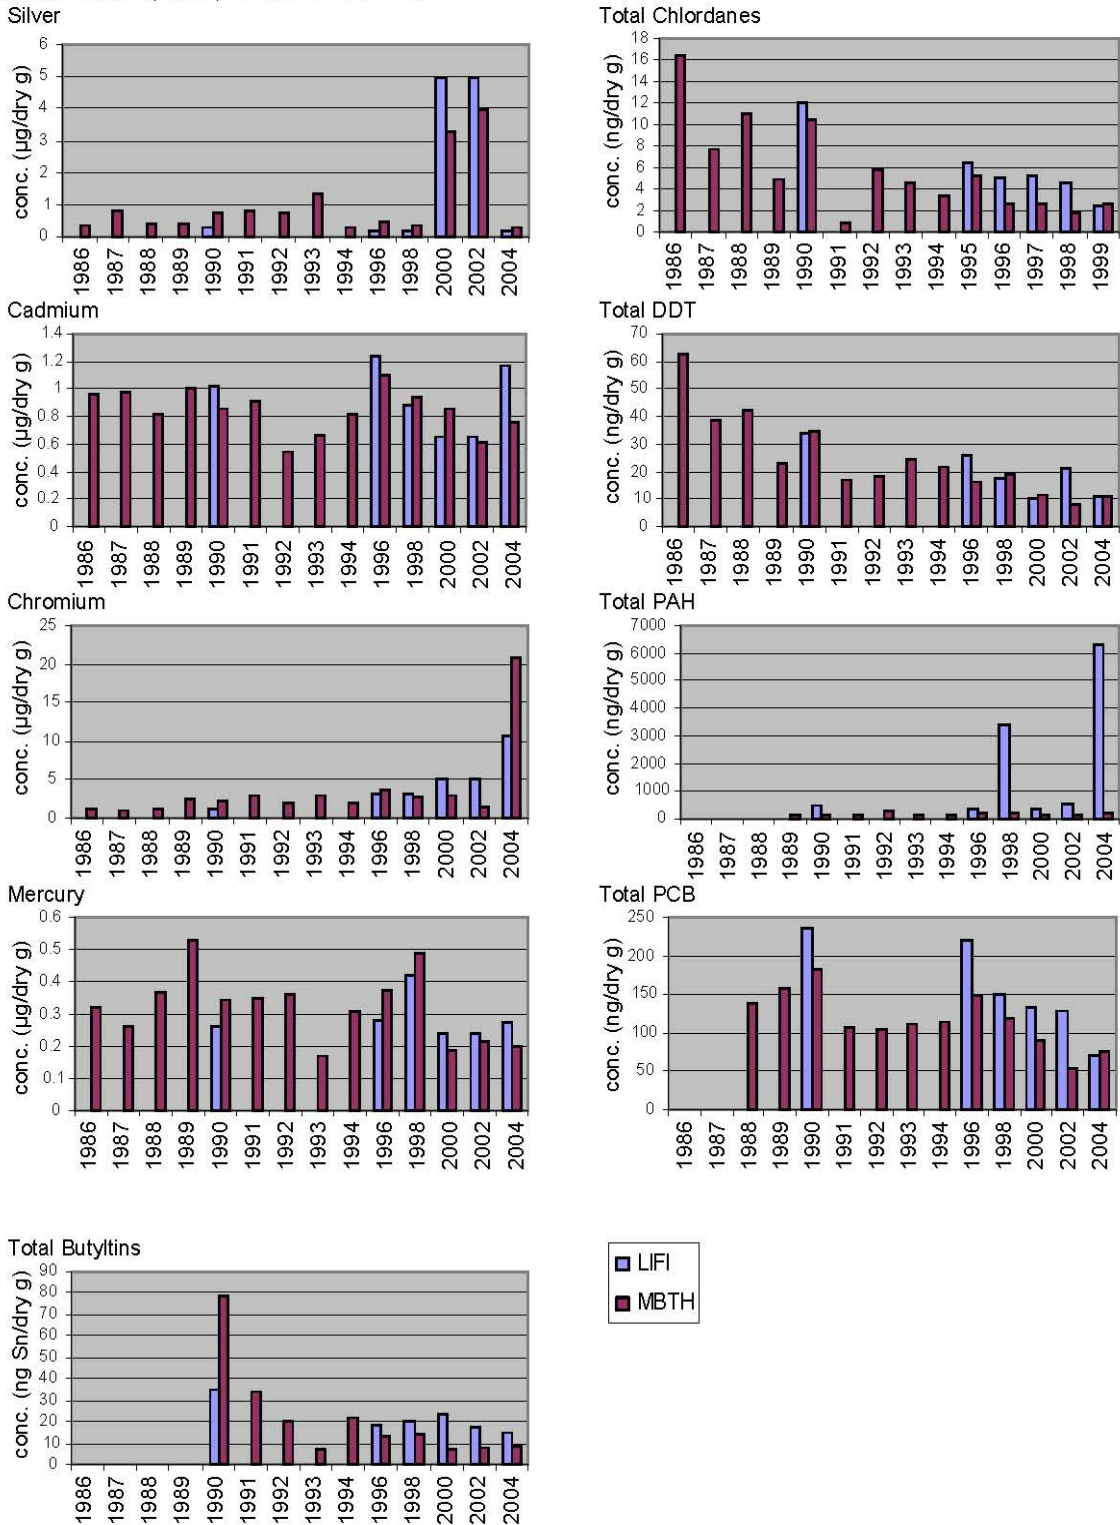 Silver
conc. (µg/dry g)
6
5
4
3
2
1
0
1986 1987 1988 1989 1990 1991 1992 1993 1994 1996 1998 2000 2002 2004
Total Chlordanes
conc. (ng/dry g)
18
16
14
12
10
8
6
4
2
0
1986 1987 1988 1989 1990 1991 1992 1993 1994 1995 1996 1997 1998 1999
Cadmium
conc. (µg/dry g)
1.4
1.2
1
0.8
0.6
0.4
0.2
0
1986 1987 1988 1989 1990 1991 1992 1993 1994 1996 1998 2000 2002 2004
Total DDT
conc. (ng/dry g)
70
60
50
40
30
20
10
0
1986 1987 1988 1989 1990 1991 1992 1993 1994 1996 1998 2000 2002 2004
Chromium
conc. (µg/dry g)
25
20
15
10
5
0
1986 1987 1988 1989 1990 1991 1992 1993 1994 1996 1998 2000 2002 2004
Total PAH
conc. (ng/dry g)
7000
6000
5000
4000
3000
2000
1000
0
1986 1987 1988 1989 1990 1991 1992 1993 1994 1996 1998 2000 2002 2004
Mercury
conc. (µg/dry g)
0.6
0.5
0.4
0.3
0.2
0.1
0
1986 1987 1988 1989 1990 1991 1992 1993 1994 1996 1998 2000 2002 2004
Total PCB
conc. (ng/dry g)
250
200
150
100
50
0
1986 1987 1988 1989 1990 1991 1992 1993 1994 1996 1998 2000 2002 2004
Total Butyltins
conc. (ng Sn/dry g)
90
80
70
60
50
40
30
20
10
0
1986 1987 1988 1989 1990 1991 1992 1993 1994 1996 1998 2000 2002 2004
LIFI
MBTH